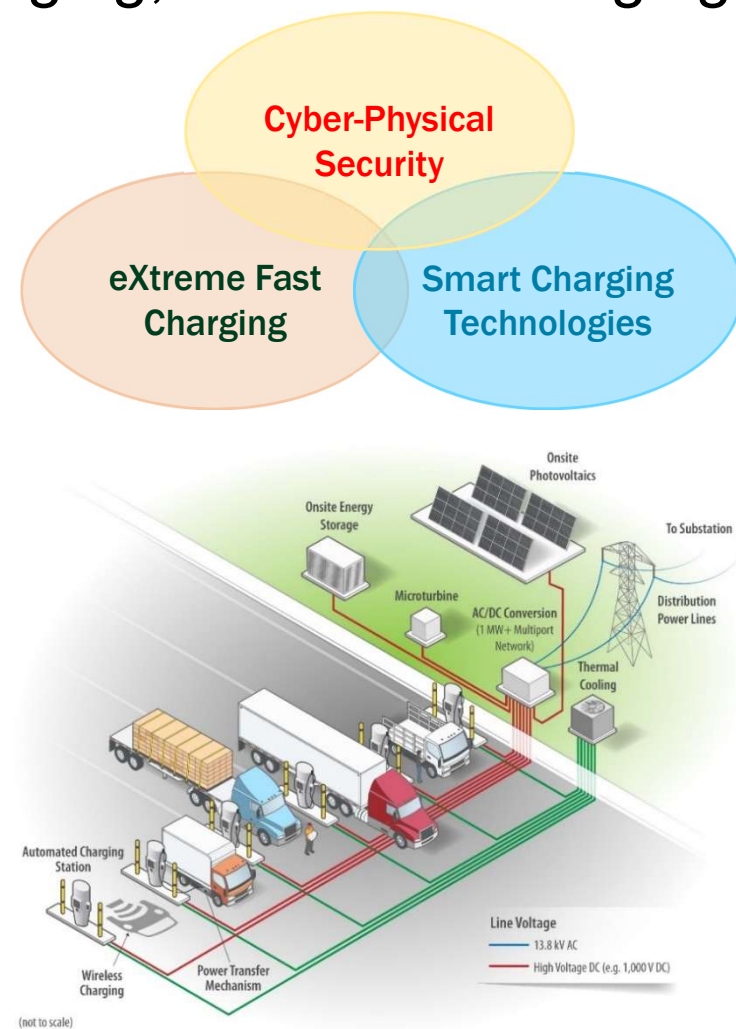 Cyber-Physical
Security
eXtreme Fast
Charging
Smart Charging
Technologies
Onsite
Photovoltaics
Onsite Energy
Storage
To Substation
Microturbine
AC/DC Conversion
(1 MW+ Multiport
Network)
Distribution
Power Lines
Thermal
Cooling
Automated Charging
Station
Line Voltage
13.8 kV AC
High Voltage DC (e.g. 1,000 V DC)
Wireless
Charging
Power Transfer
Mechanism
(not to scale)